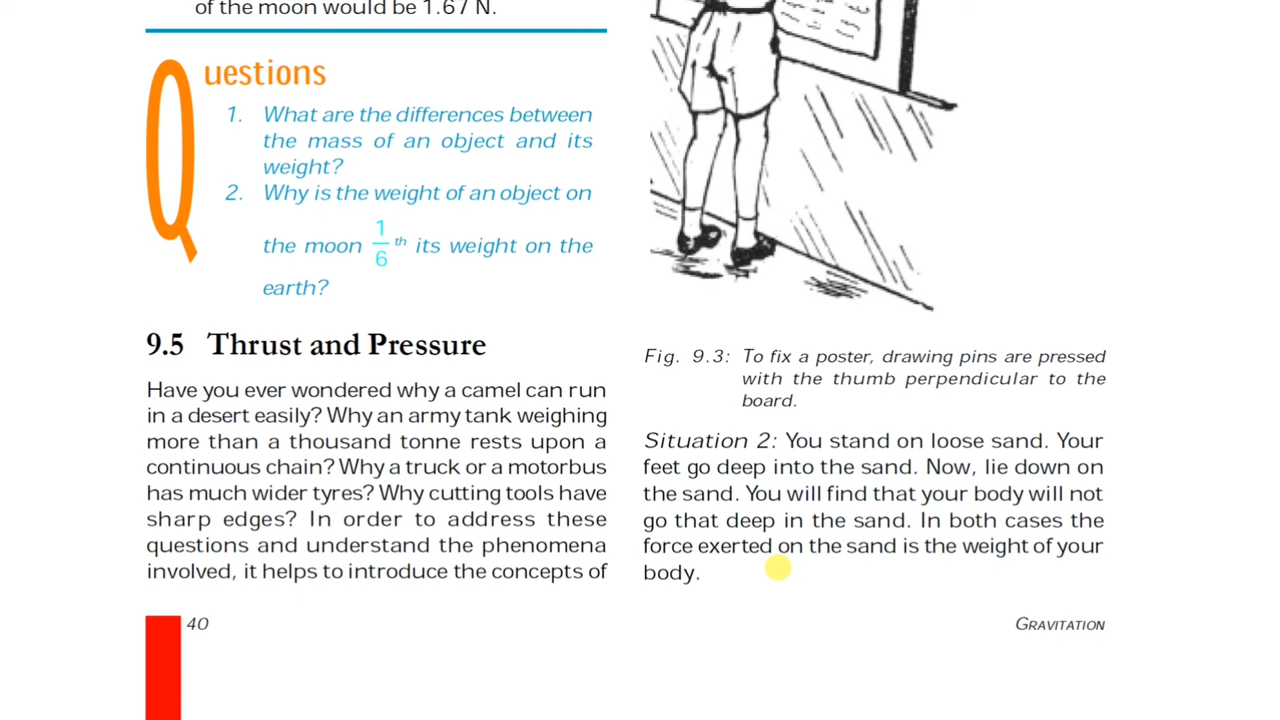 of the moon would be 1.67 N.
Questions
1. What are the differences between
the mass of an object and its
weight?
2. Why is the weight of an object on
the moon 1/6 th its weight on the
earth?
9.5 Thrust and Pressure
Have you ever wondered why a camel can run
in a desert easily? Why an army tank weighing
more than a thousand tonne rests upon a
continuous chain? Why a truck or a motorbus
has much wider tyres? Why cutting tools have
sharp edges? In order to address these
questions and understand the phenomena
involved, it helps to introduce the concepts of
Fig. 9.3: To fix a poster, drawing pins are pressed
with the thumb perpendicular to the
board.
Situation 2: You stand on loose sand. Your
feet go deep into the sand. Now, lie down on
the sand. You will find that your body will not
go that deep in the sand. In both cases the
force exerted on the sand is the weight of your
body.
40
GRAVITATION